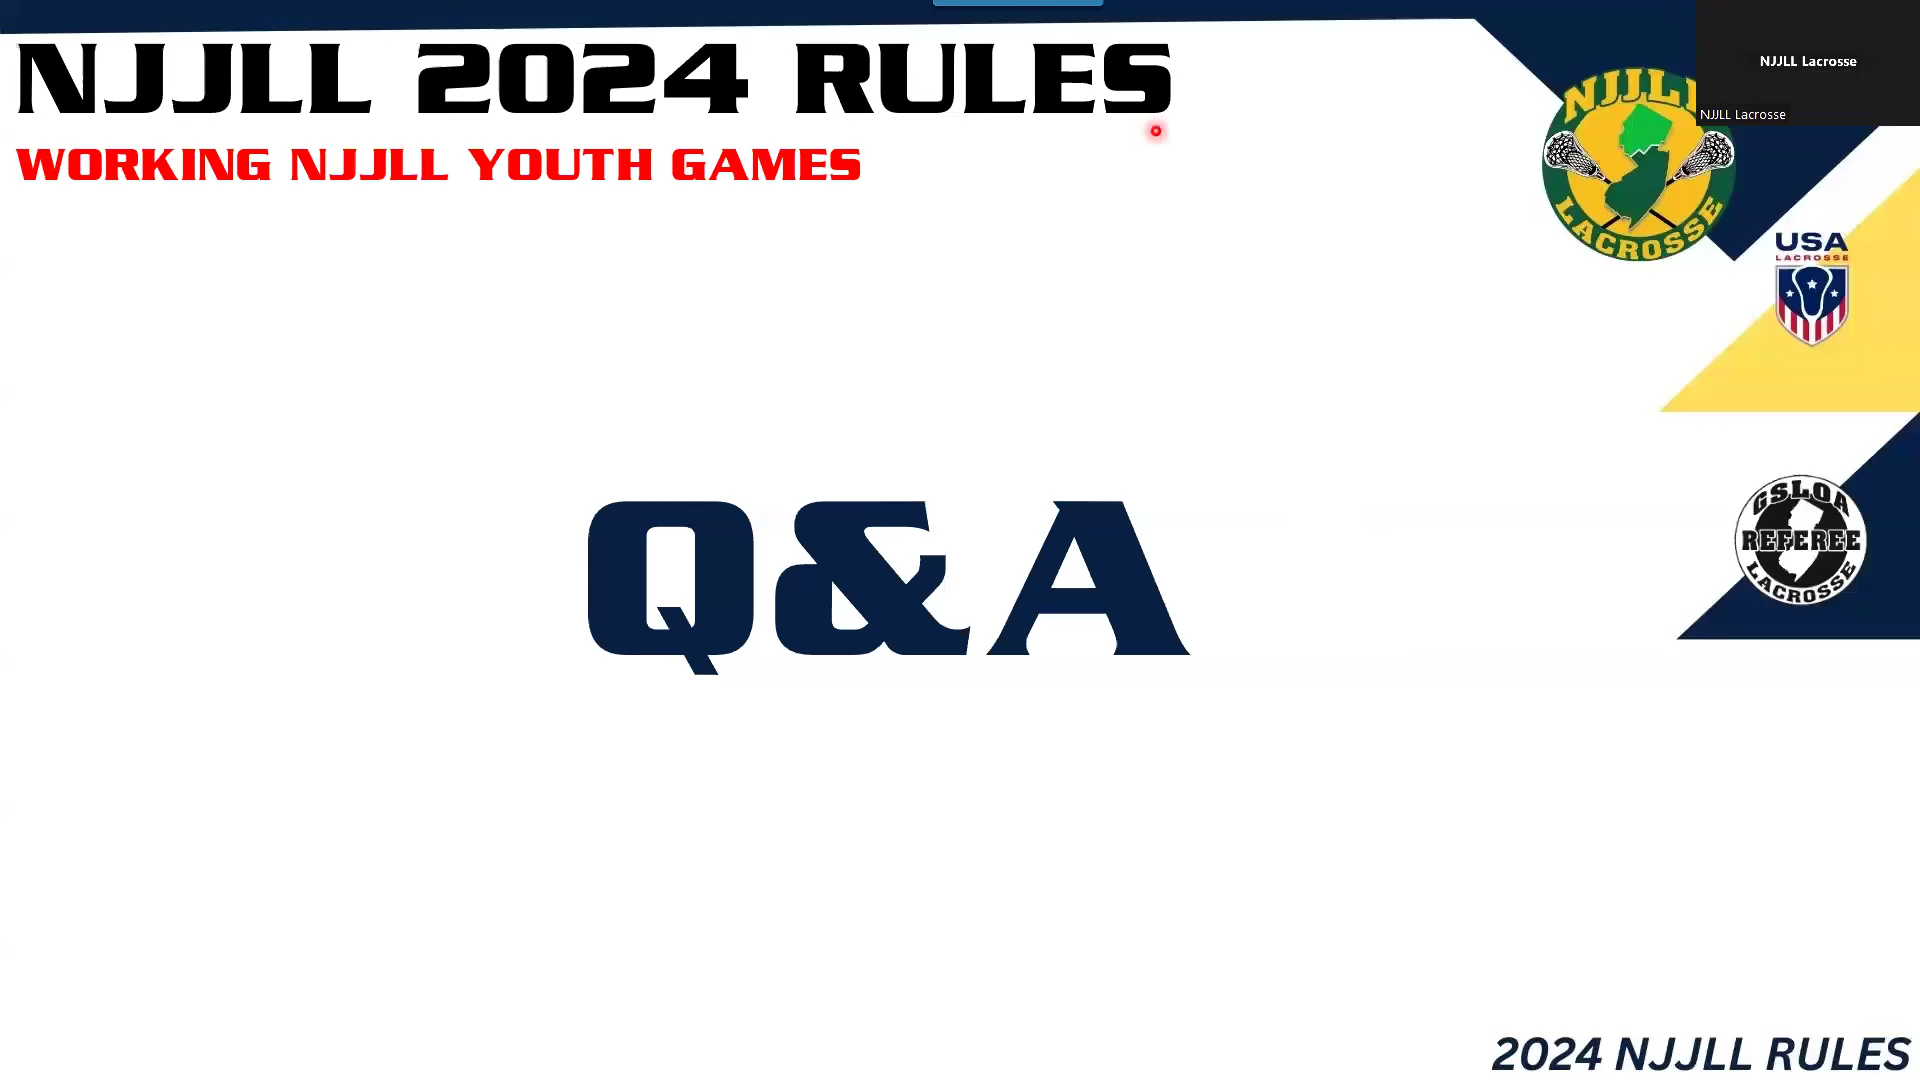 NJJLL 2024 RULES
WORKING NJJLL YOUTH GAMES
NJJLL Lacrosse
NJJLL Lacrosse
LACROSSE
USA
LACROSSE
Q&A
GSLOA
REFEREE
LACROSSE
2024 NJJLL RULES